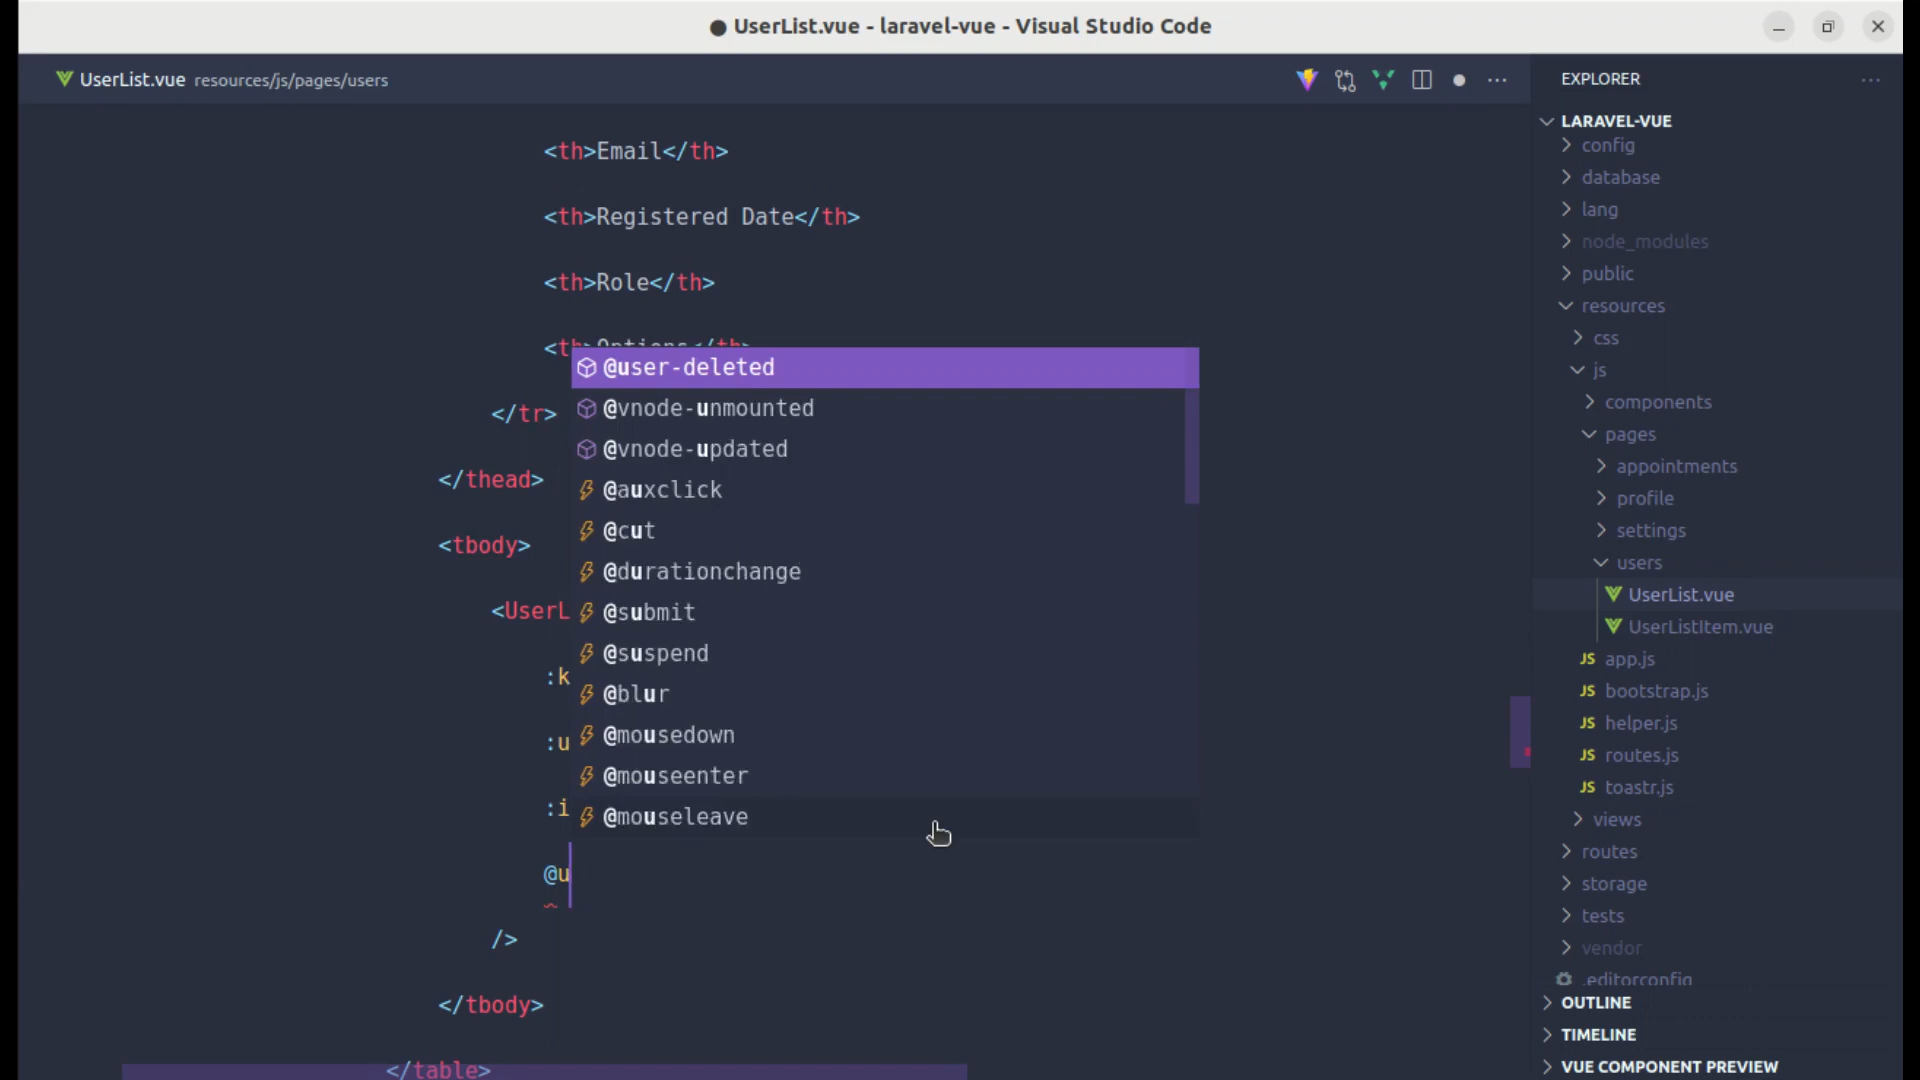 ● UserList.vue - laravel-vue - Visual Studio Code
UserList.vue resources/js/pages/users
EXPLORER
LARAVEL-VUE
config
database
lang
node_modules
public
resources
css
js
components
pages
appointments
profile
settings
users
UserList.vue
UserListItem.vue
JS app.js
JS bootstrap.js
JS helper.js
JS routes.js
JS toastr.js
views
routes
storage
tests
vendor
.editorconfig
OUTLINE
TIMELINE
VUE COMPONENT PREVIEW
<th>Email</th>
<th>Registered Date</th>
<th>Role</th>
<th>Options</th>
</tr>
</thead>
<tbody>
<UserL
:k
:u
:i
@u
/>
</tbody>
</table>
@user-deleted
@vnode-unmounted
@vnode-updated
@auxclick
@cut
@durationchange
@submit
@suspend
@blur
@mousedown
@mouseenter
@mouseleave